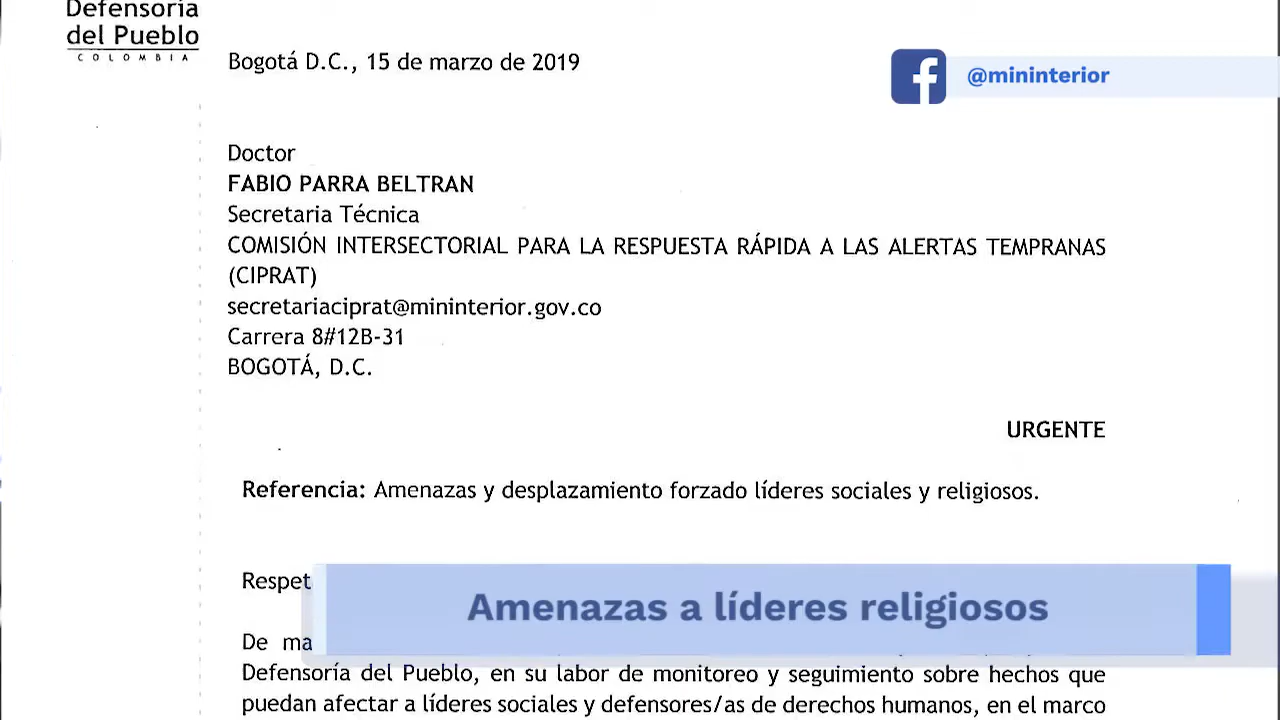 Defensoría
del Pueblo
COLOMBIA
Bogotá D.C., 15 de marzo de 2019
@mininterior
Doctor
FABIO PARRA BELTRAN
Secretaria Técnica
COMISIÓN INTERSECTORIAL PARA LA RESPUESTA RÁPIDA A LAS ALERTAS TEMPRANAS
(CIPRAT)
secretariaciprat@mininterior.gov.co
Carrera 8#12B-31
BOGOTÁ, D.C.
URGENTE
Referencia: Amenazas y desplazamiento forzado líderes sociales y religiosos.
Respet
Amenazas a líderes religiosos
De ma
Defensoría del Pueblo, en su labor de monitoreo y seguimiento sobre hechos que
puedan afectar a líderes sociales y defensores/as de derechos humanos, en el marco